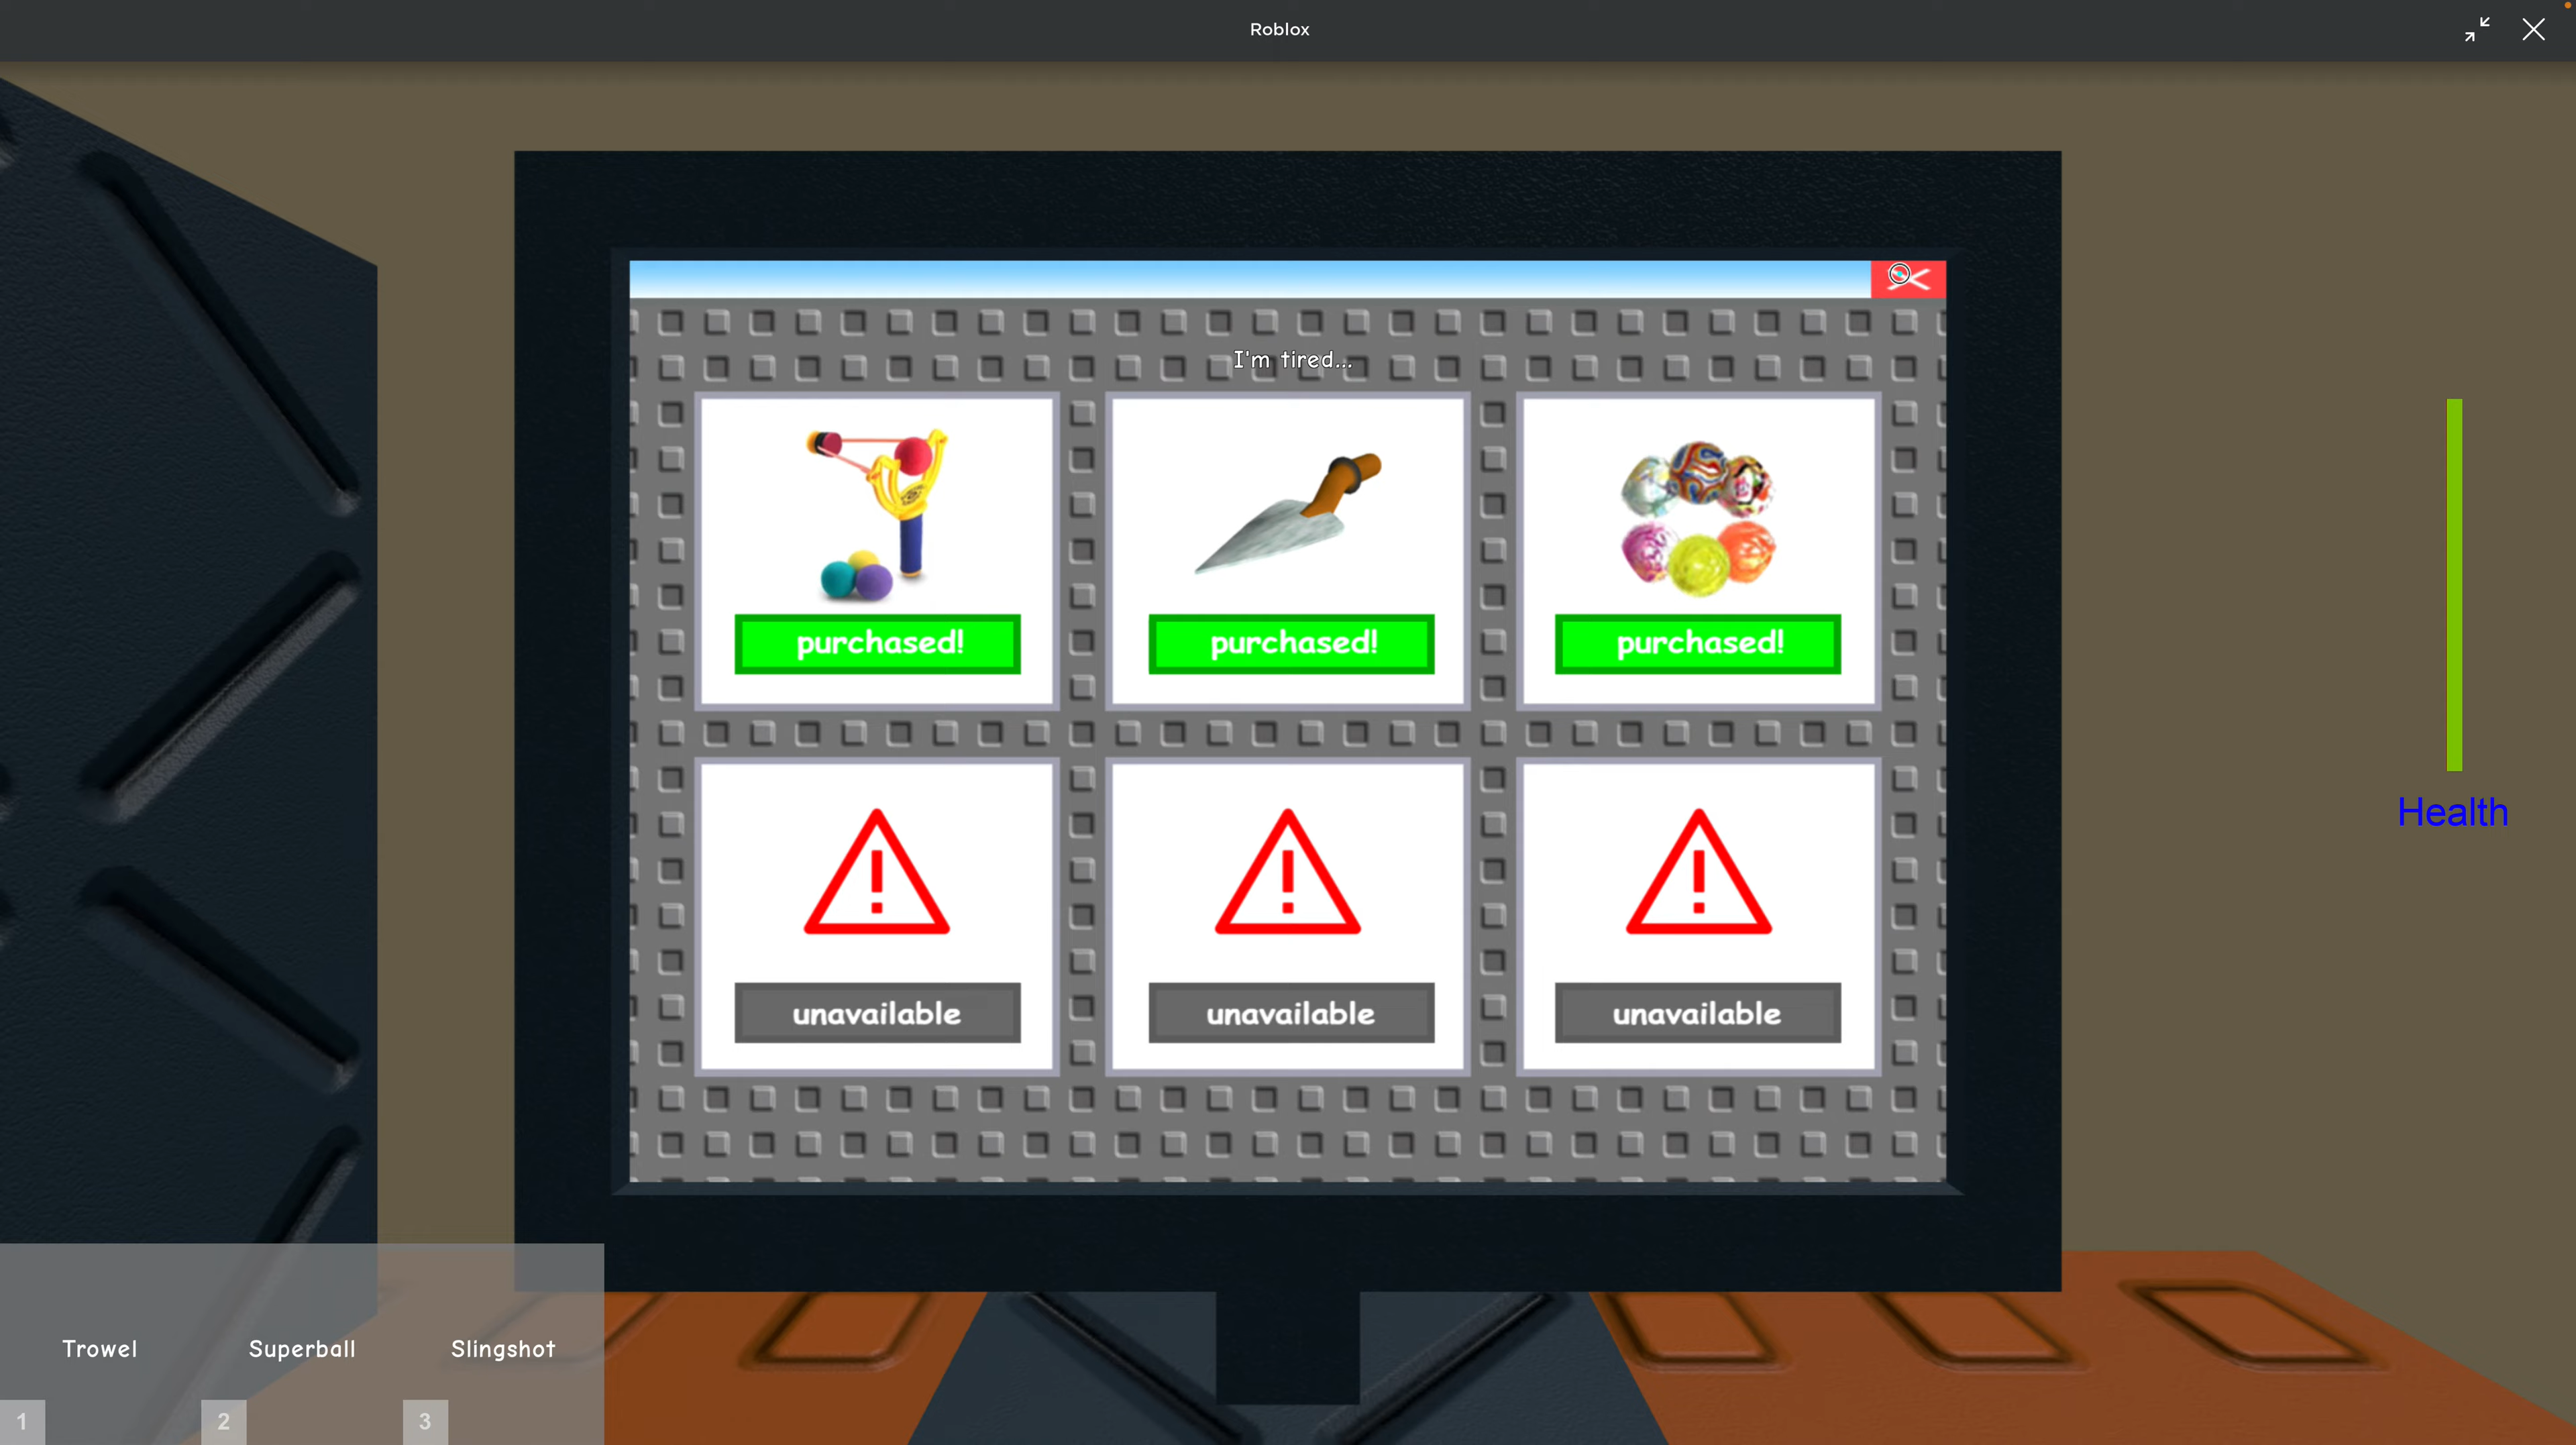 Roblox
I'm tired...
purchased! purchased! purchased!
Health
unavailable unavailable unavailable
Trowel Superball Slingshot
1 2 3